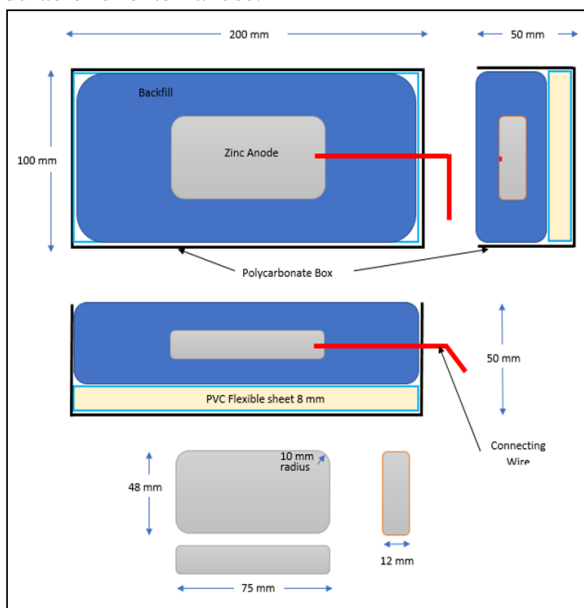 200 mm
50 mm
Backfill
Zinc Anode
100 mm
Polycarbonate Box
50 mm
PVC Flexible sheet 8 mm
10 mm
radius
Connecting
Wire
48 mm
12 mm
75 mm